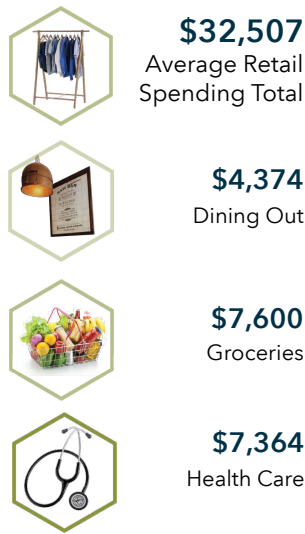 $32,507
Average Retail
Spending Total
$4,374
Dining Out
$7,600
Groceries
$7,364
Health Care